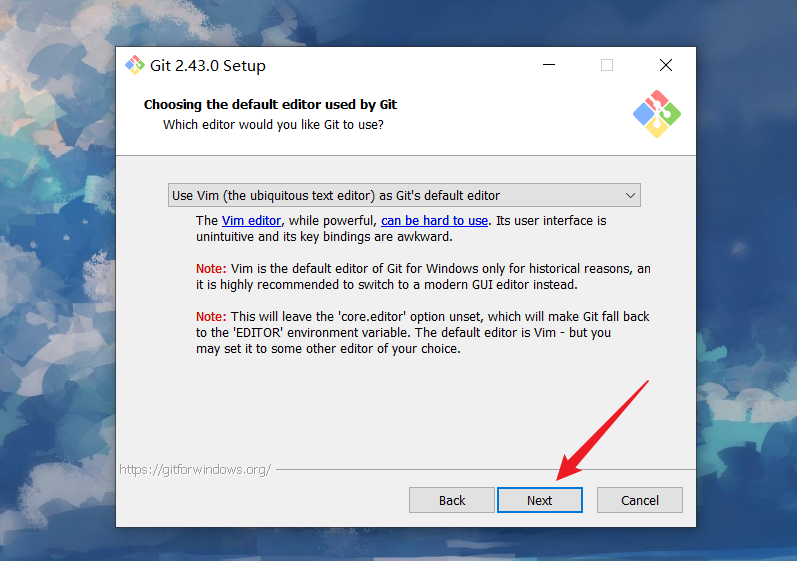 Git 2.43.0 Setup
Choosing the default editor used by Git
Which editor would you like Git to use?
Use Vim (the ubiquitous text editor) as Git's default editor
The Vim editor, while powerful, can be hard to use. Its user interface is
unintuitive and its key bindings are awkward.
Note: Vim is the default editor of Git for Windows only for historical reasons, an
it is highly recommended to switch to a modern GUI editor instead.
Note: This will leave the 'core.editor' option unset, which will make Git fall back
to the 'EDITOR' environment variable. The default editor is Vim - but you
may set it to some other editor of your choice.
https://gitforwindows.org/
Back
Next
Cancel